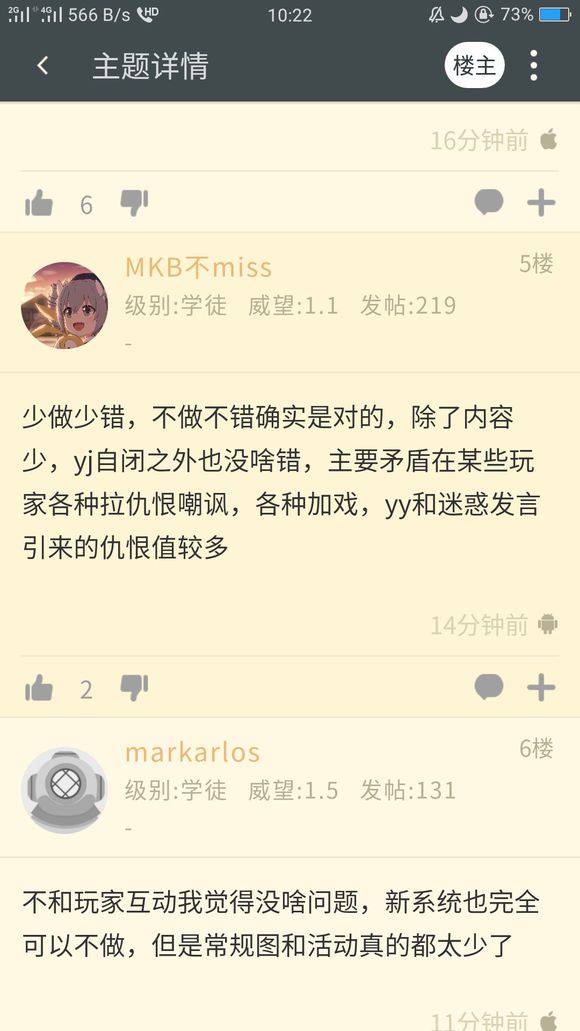 2G 4G 566 B/s HD 10:22 73%
主题详情 楼主
16分钟前
6
MKB不miss 5楼
级别:学徒 威望:1.1 发帖:219
-
少做少错，不做不错确实是对的，除了内容
少，yj自闭之外也没啥错，主要矛盾在某些玩
家各种拉仇恨嘲讽，各种加戏，yy和迷惑发言
引来的仇恨值较多
14分钟前
2
markarlos 6楼
级别:学徒 威望:1.5 发帖:131
-
不和玩家互动我觉得没啥问题，新系统也完全
可以不做，但是常规图和活动真的都太少了
11分钟前